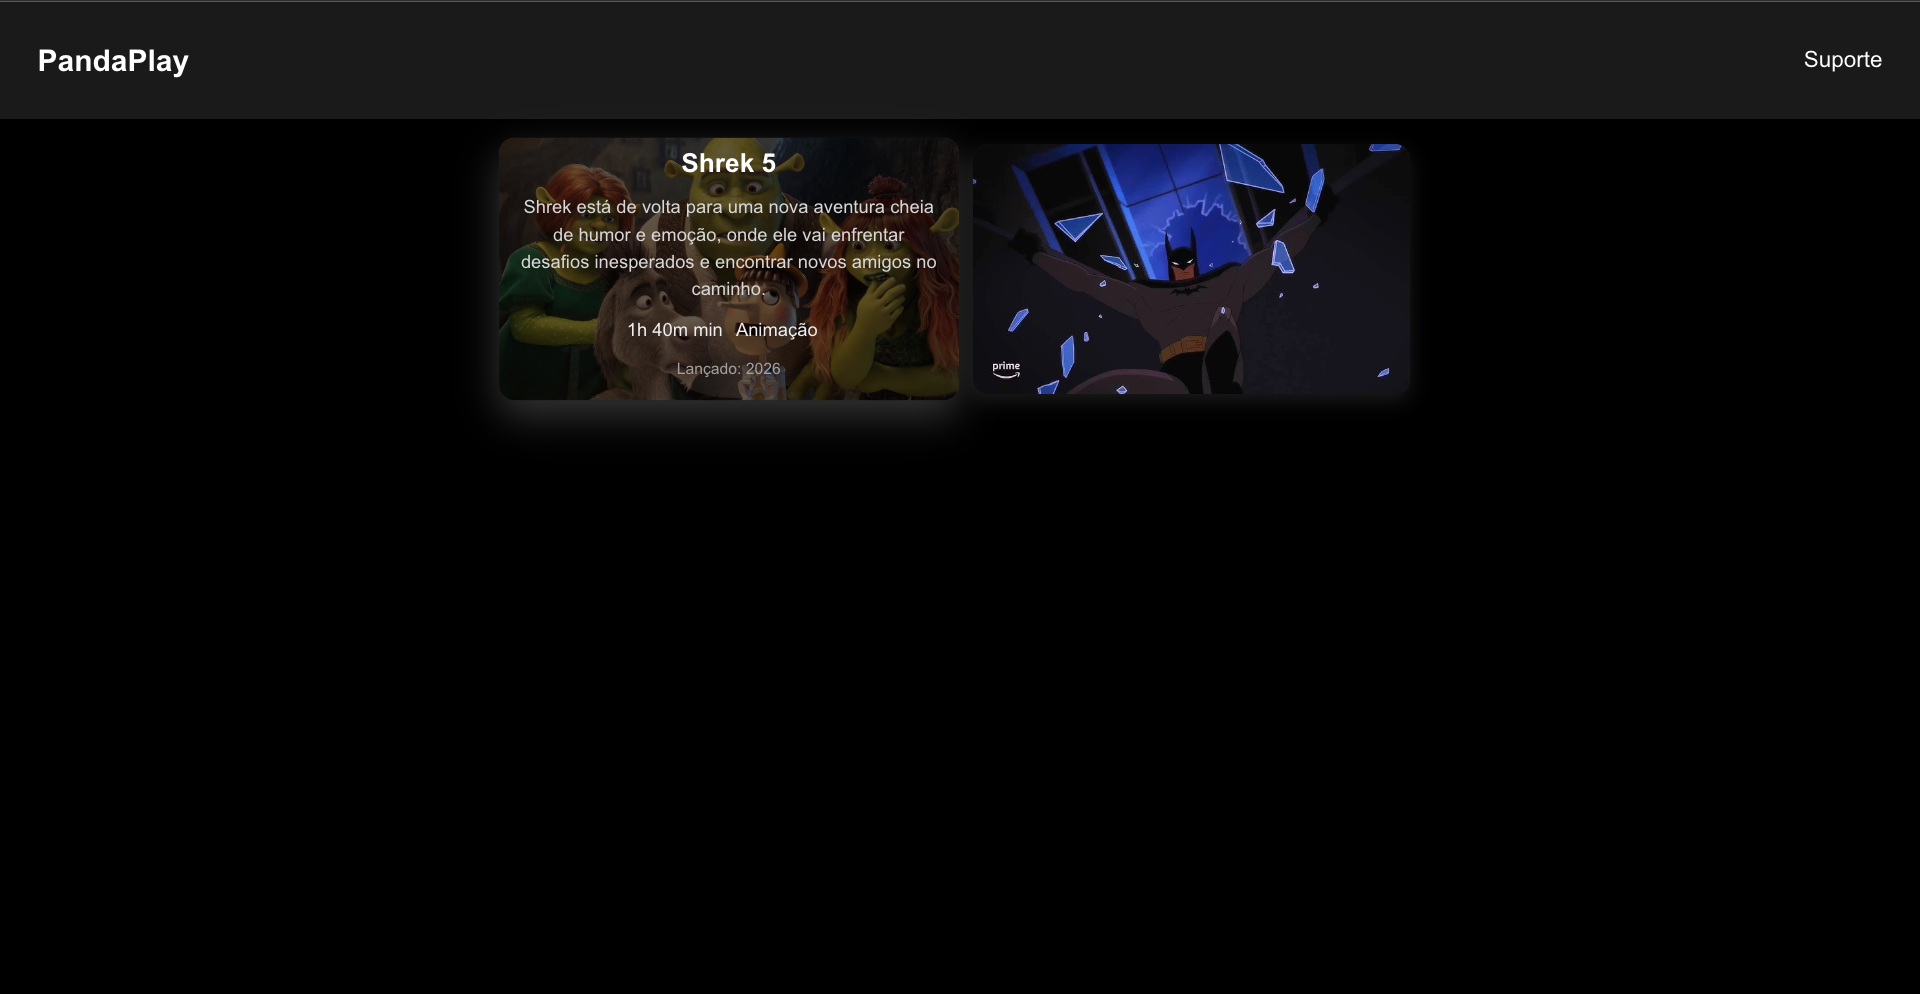 PandaPlay
Suporte
Shrek 5
Shrek está de volta para uma nova aventura cheia
de humor e emoção, onde ele vai enfrentar
desafios inesperados e encontrar novos amigos no
caminho.
1h 40m min Animação
Lançado: 2026
prime